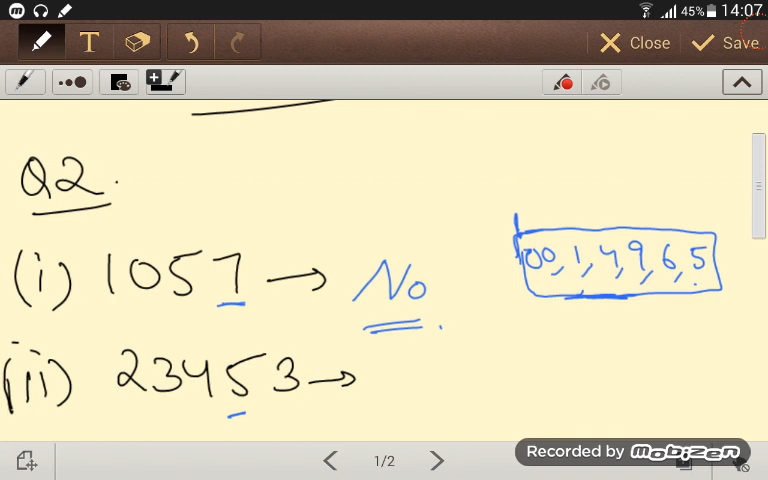 45% 14:07
T Close Save
Q2.
(i) 1057 → No.
00, 1, 4, 9, 6, 5
(ii) 23453 →
1/2
Recorded by mobizen